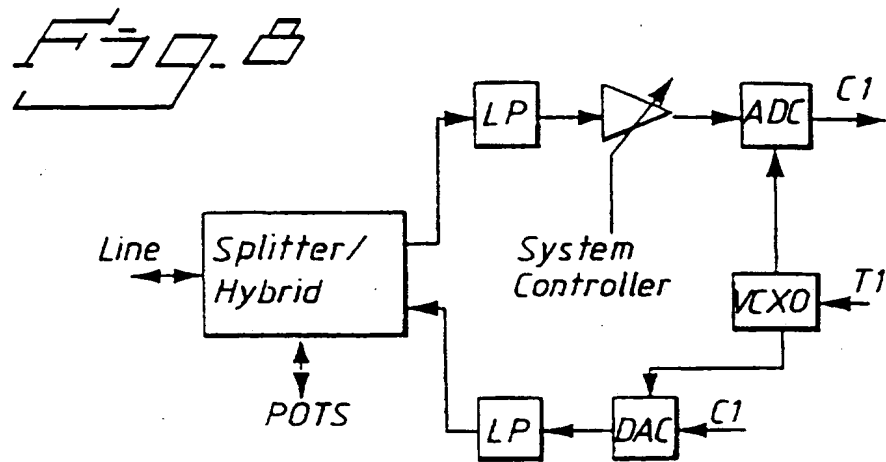 Fig. 8
LP
ADC
C1
Line
Splitter/
Hybrid
System
Controller
VCXO
T1
POTS
LP
DAC
C1